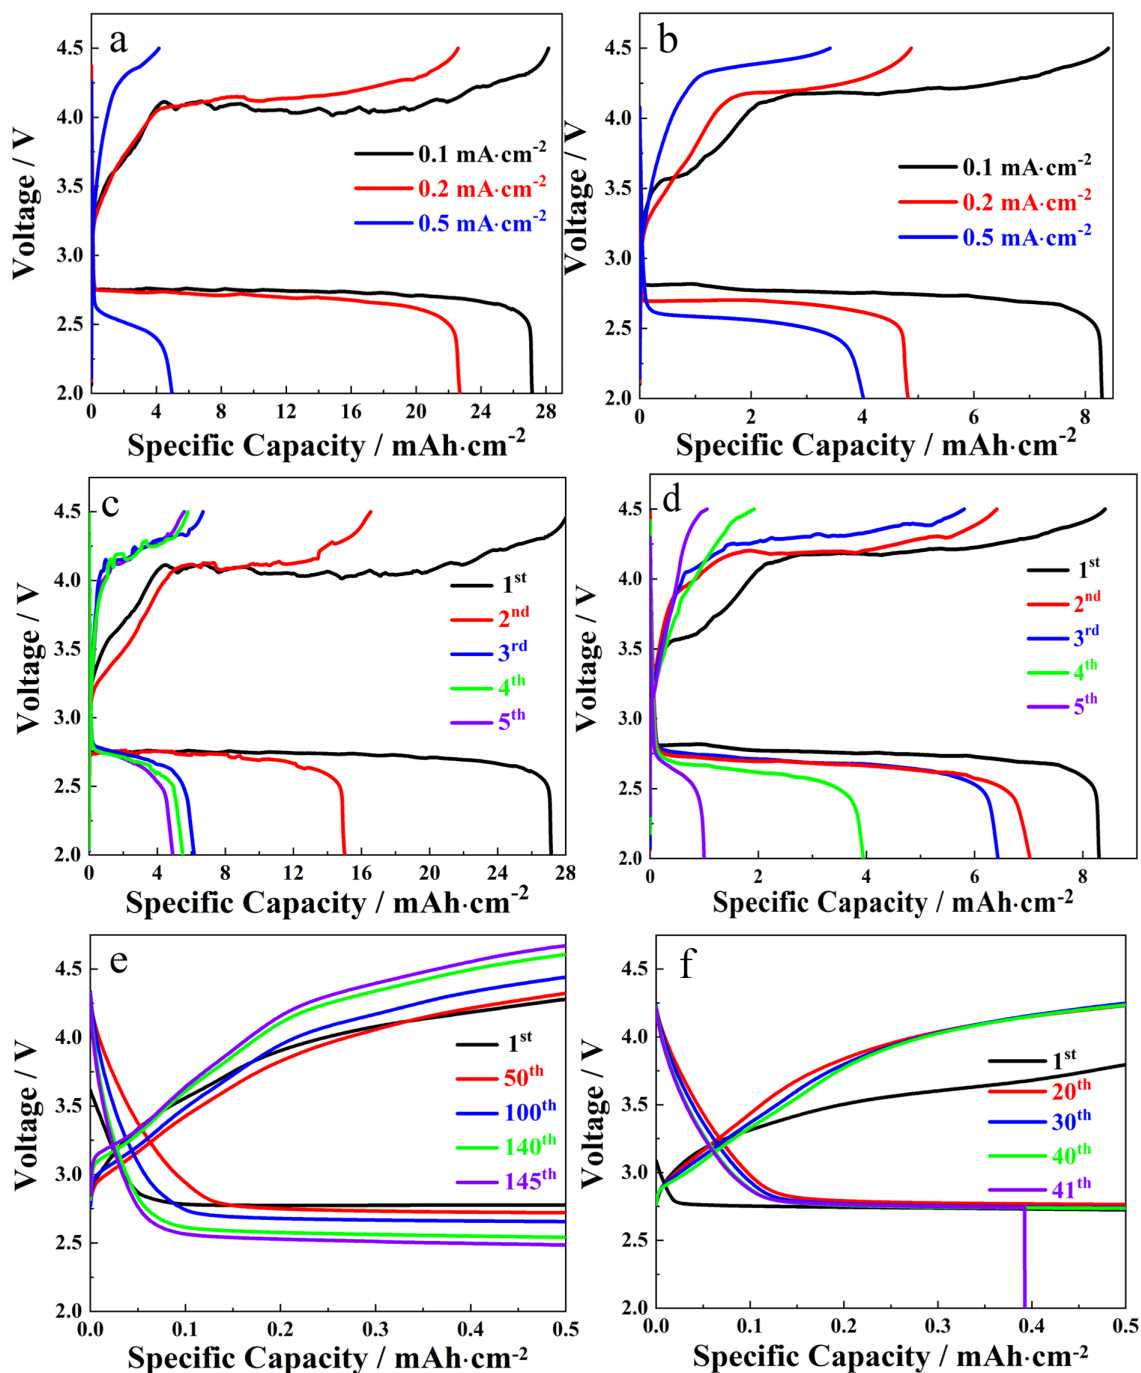 a
4.5
4.0
3.5
3.0
2.5
2.0
Voltage / V
0.1 mA·cm⁻²
0.2 mA·cm⁻²
0.5 mA·cm⁻²
0 4 8 12 16 20 24 28
Specific Capacity / mAh·cm⁻²
b
4.5
4.0
3.5
3.0
2.5
2.0
Voltage / V
0.1 mA·cm⁻²
0.2 mA·cm⁻²
0.5 mA·cm⁻²
0 2 4 6 8
Specific Capacity / mAh·cm⁻²
c
4.5
4.0
3.5
3.0
2.5
2.0
Voltage / V
1st
2nd
3rd
4th
5th
0 4 8 12 16 20 24 28
Specific Capacity / mAh·cm⁻²
d
4.5
4.0
3.5
3.0
2.5
2.0
Voltage / V
1st
2nd
3rd
4th
5th
0 2 4 6 8
Specific Capacity / mAh·cm⁻²
e
4.5
4.0
3.5
3.0
2.5
2.0
Voltage / V
1st
50th
100th
140th
145th
0.0 0.1 0.2 0.3 0.4 0.5
Specific Capacity / mAh·cm⁻²
f
4.5
4.0
3.5
3.0
2.5
2.0
Voltage / V
1st
20th
30th
40th
41th
0.0 0.1 0.2 0.3 0.4 0.5
Specific Capacity / mAh·cm⁻²